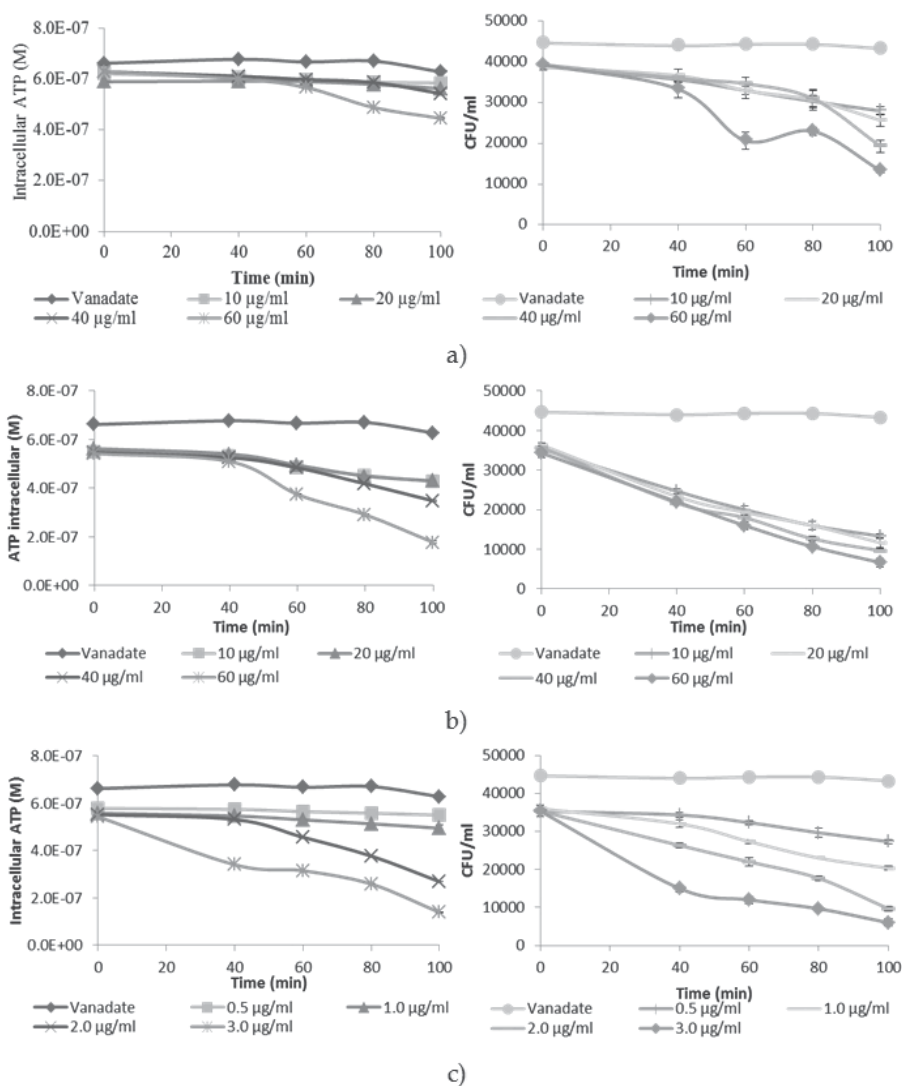 Intracellular ATP (M)
8.0E-07
6.0E-07
4.0E-07
2.0E-07
0.0E+00
0 20 40 60 80 100
Time (min)
Vanadate 10 µg/ml 20 µg/ml
40 µg/ml 60 µg/ml
CFU/ml
50000
40000
30000
20000
10000
0
0 20 40 60 80 100
Time (min)
Vanadate 10 µg/ml 20 µg/ml
40 µg/ml 60 µg/ml
a)
ATP intracellular (M)
8.0E-07
6.0E-07
4.0E-07
2.0E-07
0.0E+00
0 20 40 60 80 100
Time (min)
Vanadate 10 µg/ml 20 µg/ml
40 µg/ml 60 µg/ml
CFU/ml
50000
40000
30000
20000
10000
0
0 20 40 60 80 100
Time (min)
Vanadate 10 µg/ml 20 µg/ml
40 µg/ml 60 µg/ml
b)
Intracellular ATP (M)
8.0E-07
6.0E-07
4.0E-07
2.0E-07
0.0E+00
0 20 40 60 80 100
Time (min)
Vanadate 0.5 µg/ml 1.0 µg/ml
2.0 µg/ml 3.0 µg/ml
CFU/ml
50000
40000
30000
20000
10000
0
0 20 40 60 80 100
Time (min)
Vanadate 0.5 µg/ml 1.0 µg/ml
2.0 µg/ml 3.0 µg/ml
c)